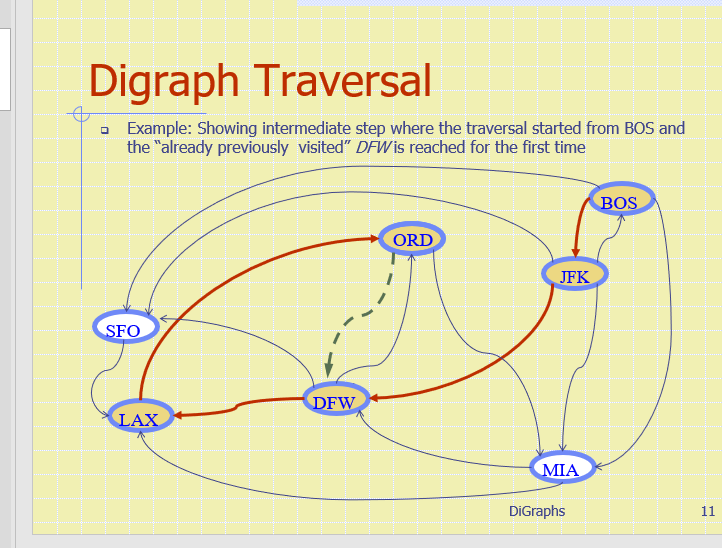 Digraph Traversal
Example: Showing intermediate step where the traversal started from BOS and
the “already previously visited” DFW is reached for the first time
BOS
ORD
JFK
SFO
DFW
LAX
MIA
DiGraphs
11